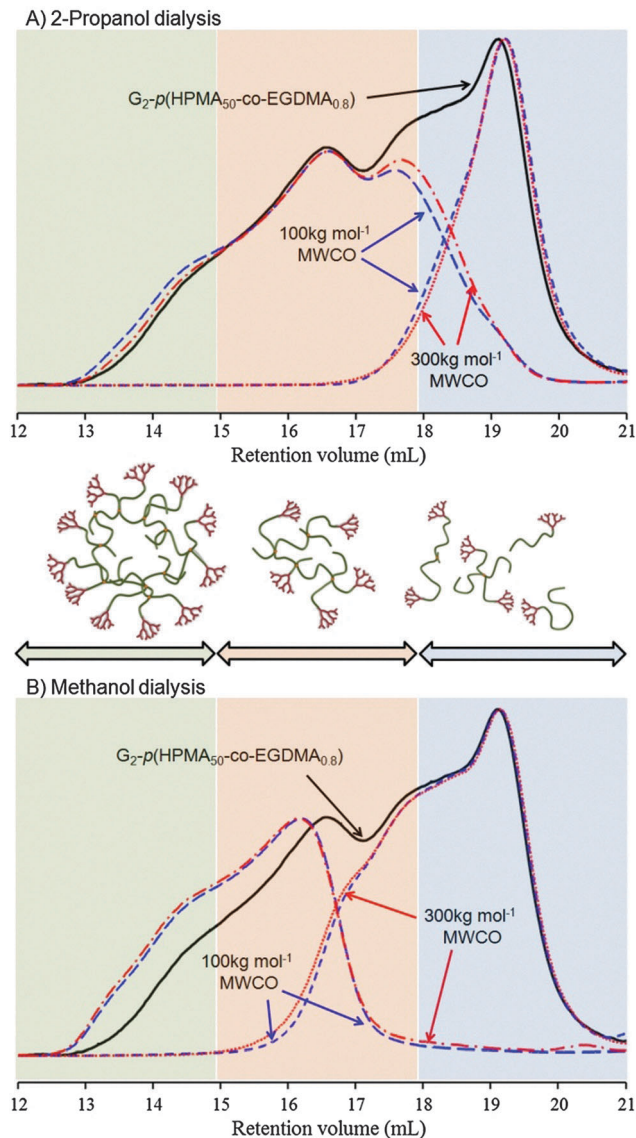 A) 2-Propanol dialysis
G₂-p(HPMA₅₀-co-EGDMA₀.₈)
100kg mol⁻¹
MWCO
300kg mol⁻¹
MWCO
12 13 14 15 16 17 18 19 20 21
Retention volume (mL)
B) Methanol dialysis
G₂-p(HPMA₅₀-co-EGDMA₀.₈)
300kg mol⁻¹
MWCO
100kg mol⁻¹
MWCO
12 13 14 15 16 17 18 19 20 21
Retention volume (mL)